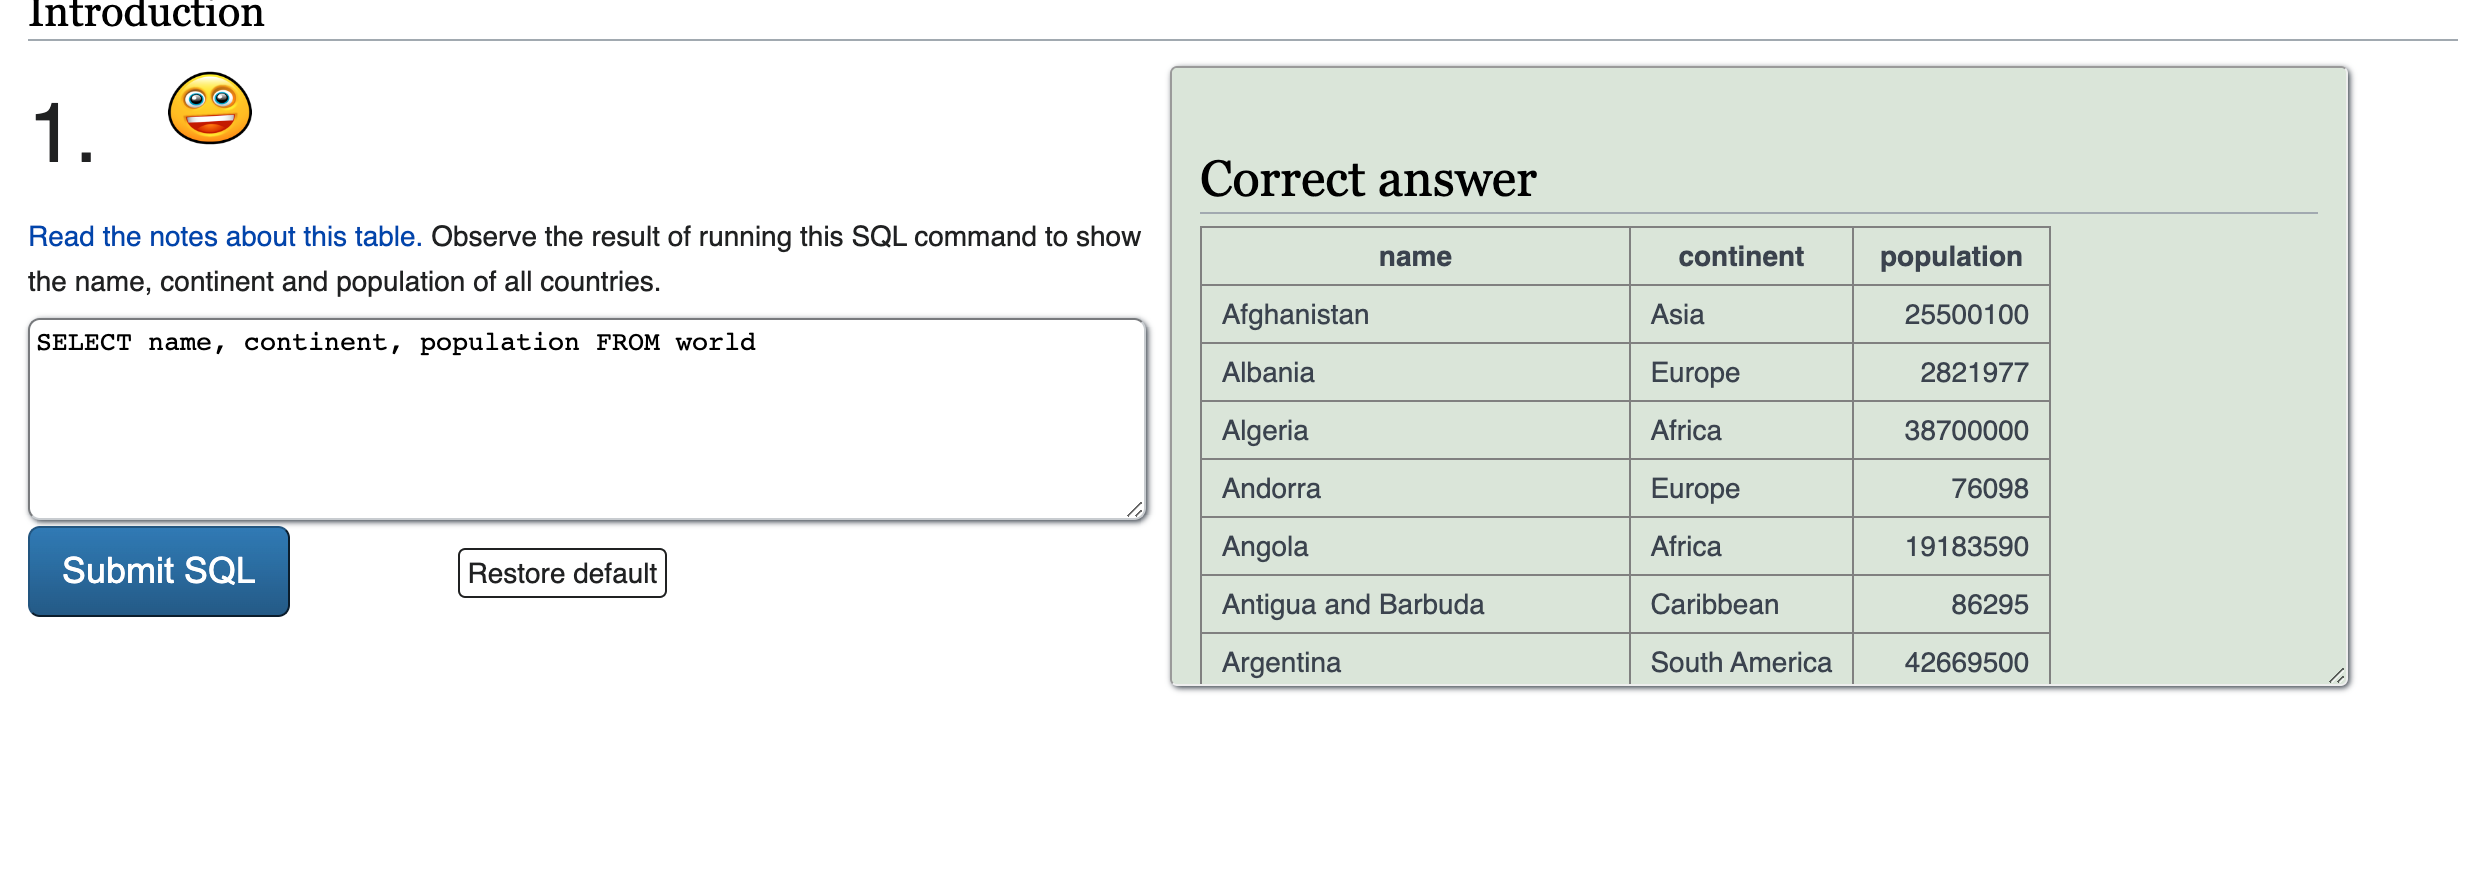 Introduction
1.
Read the notes about this table. Observe the result of running this SQL command to show
the name, continent and population of all countries.
SELECT name, continent, population FROM world
Submit SQL
Restore default
Correct answer
name continent population
Afghanistan Asia 25500100
Albania Europe 2821977
Algeria Africa 38700000
Andorra Europe 76098
Angola Africa 19183590
Antigua and Barbuda Caribbean 86295
Argentina South America 42669500